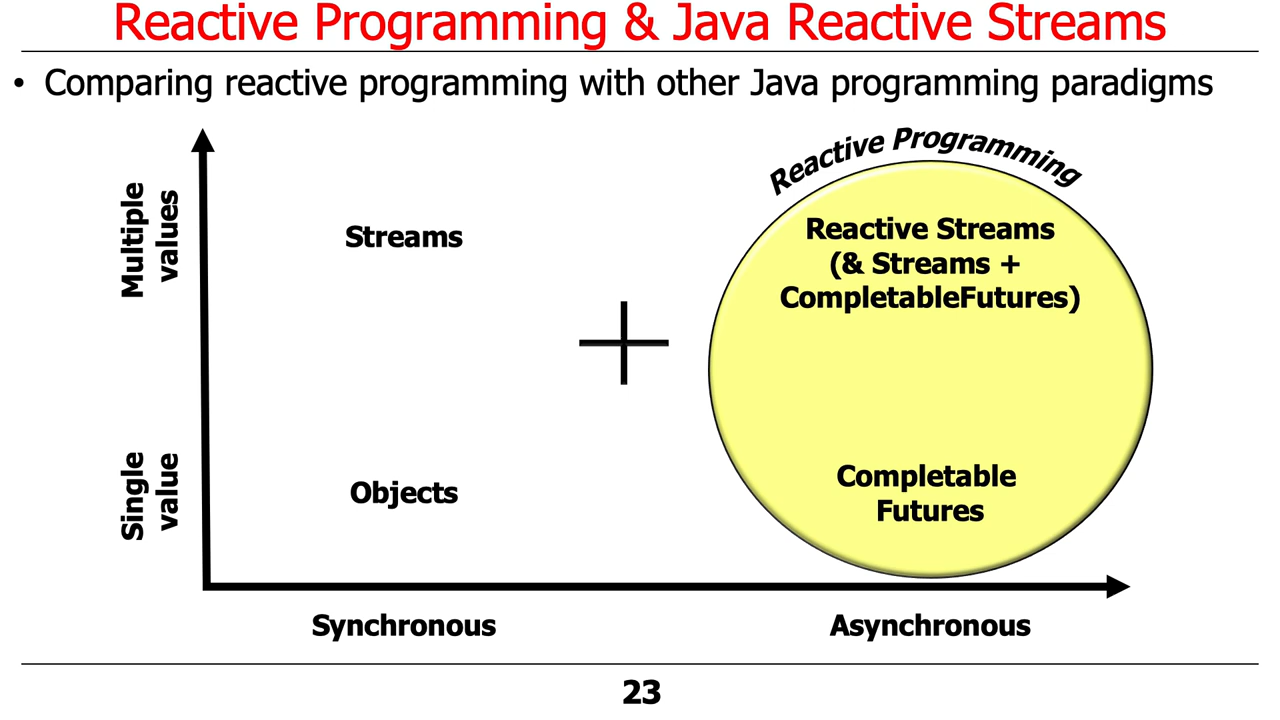 Reactive Programming & Java Reactive Streams
• Comparing reactive programming with other Java programming paradigms
Multiple
values
Single
value
Streams
Objects
Reactive Programming
Reactive Streams
(& Streams +
CompletableFutures)
Completable
Futures
Synchronous
Asynchronous
23